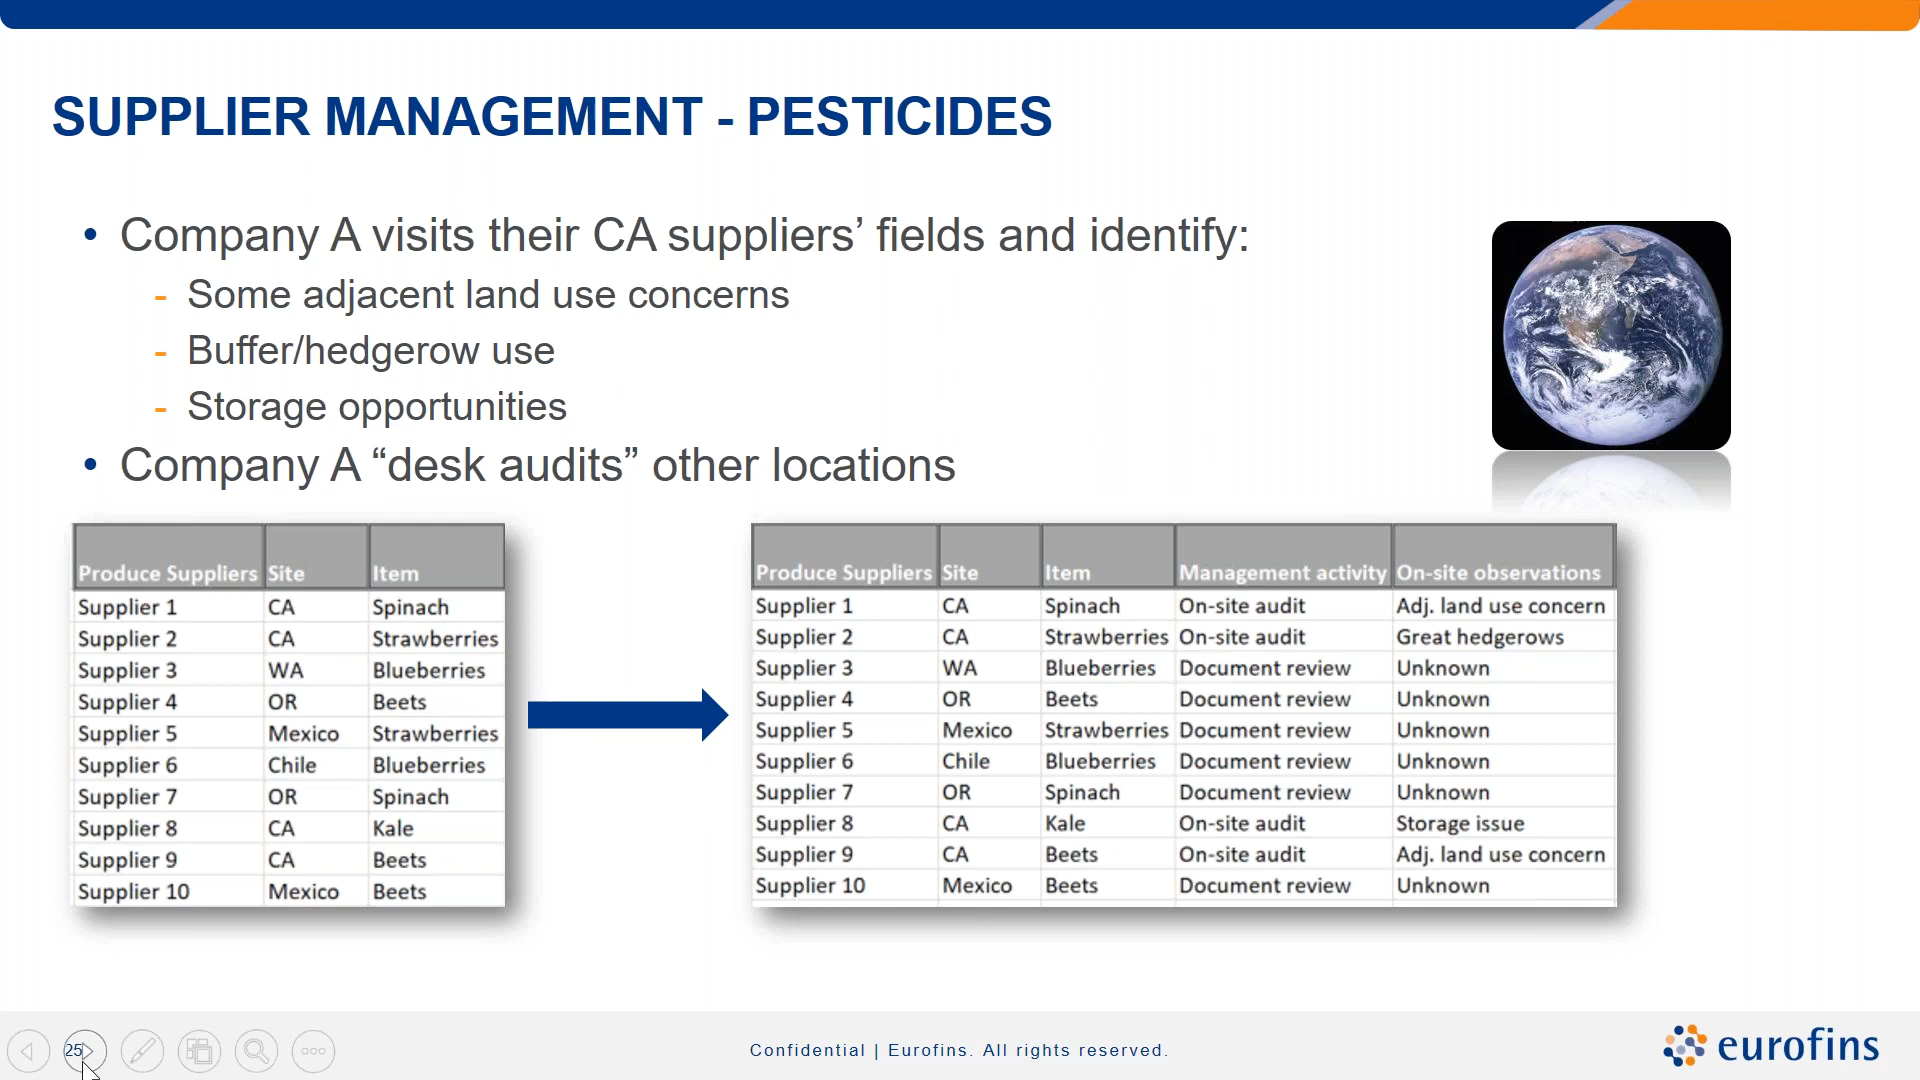 SUPPLIER MANAGEMENT - PESTICIDES
• Company A visits their CA suppliers’ fields and identify:
- Some adjacent land use concerns
- Buffer/hedgerow use
- Storage opportunities
• Company A “desk audits” other locations
Produce Suppliers Site Item
Supplier 1 CA Spinach
Supplier 2 CA Strawberries
Supplier 3 WA Blueberries
Supplier 4 OR Beets
Supplier 5 Mexico Strawberries
Supplier 6 Chile Blueberries
Supplier 7 OR Spinach
Supplier 8 CA Kale
Supplier 9 CA Beets
Supplier 10 Mexico Beets
Produce Suppliers Site Item Management activity On-site observations
Supplier 1 CA Spinach On-site audit Adj. land use concern
Supplier 2 CA Strawberries On-site audit Great hedgerows
Supplier 3 WA Blueberries Document review Unknown
Supplier 4 OR Beets Document review Unknown
Supplier 5 Mexico Strawberries Document review Unknown
Supplier 6 Chile Blueberries Document review Unknown
Supplier 7 OR Spinach Document review Unknown
Supplier 8 CA Kale On-site audit Storage issue
Supplier 9 CA Beets On-site audit Adj. land use concern
Supplier 10 Mexico Beets Document review Unknown
25
Confidential | Eurofins. All rights reserved.
eurofins